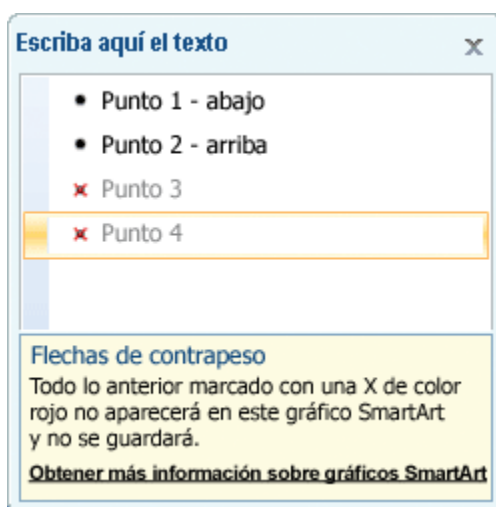 Escriba aquí el texto
• Punto 1 - abajo
• Punto 2 - arriba
Punto 3
Punto 4
Flechas de contrapeso
Todo lo anterior marcado con una X de color
rojo no aparecerá en este gráfico SmartArt
y no se guardará.
Obtener más información sobre gráficos SmartArt